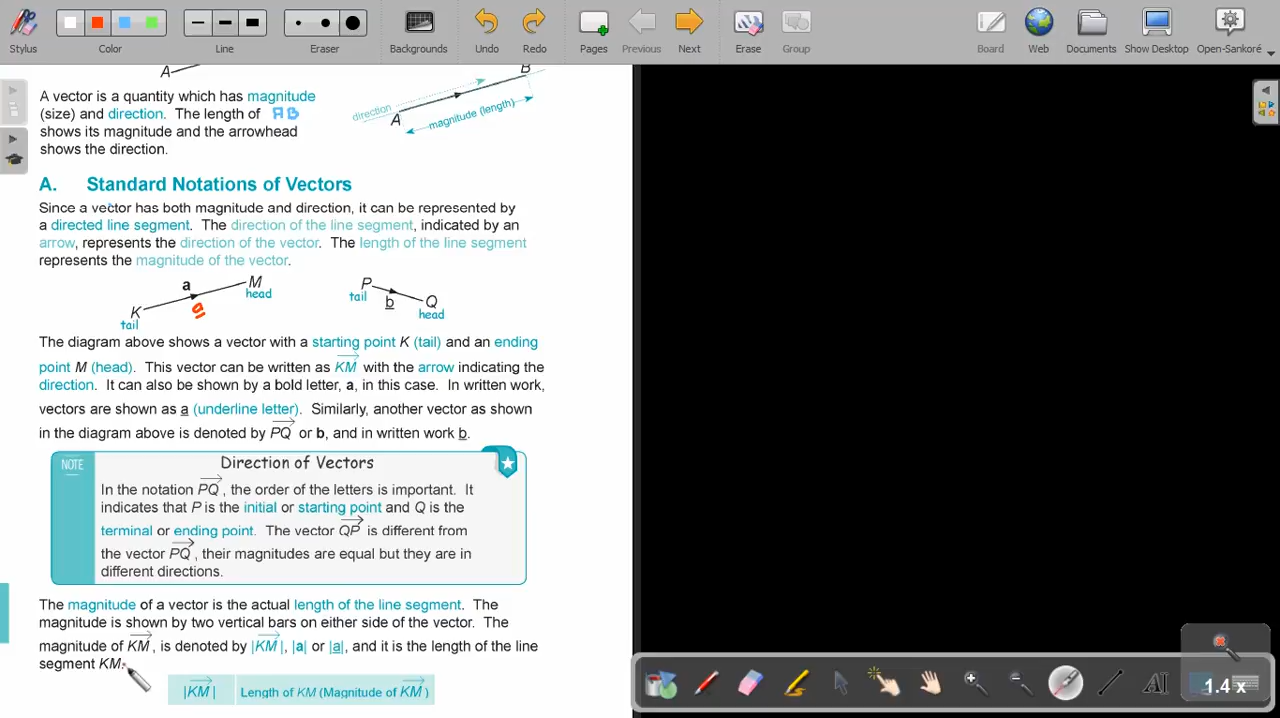 Stylus
Color
Line
Eraser
Backgrounds
Undo
Redo
Pages
Previous
Next
Erase
Group
Board
Web
Documents
Show Desktop
Open-Sankoré
A
B
A vector is a quantity which has magnitude
(size) and direction. The length of AB
shows its magnitude and the arrowhead
shows the direction.
direction
A
magnitude (length)
A. Standard Notations of Vectors
Since a vector has both magnitude and direction, it can be represented by
a directed line segment. The direction of the line segment, indicated by an
arrow, represents the direction of the vector. The length of the line segment
represents the magnitude of the vector.
a
M
head
K
tail
a
P
tail
b
Q
head
The diagram above shows a vector with a starting point K (tail) and an ending
point M (head). This vector can be written as KM with the arrow indicating the
direction. It can also be shown by a bold letter, a, in this case. In written work,
vectors are shown as a (underline letter). Similarly, another vector as shown
in the diagram above is denoted by PQ or b, and in written work b.
NOTE
Direction of Vectors
In the notation PQ, the order of the letters is important. It
indicates that P is the initial or starting point and Q is the
terminal or ending point. The vector QP is different from
the vector PQ, their magnitudes are equal but they are in
different directions.
The magnitude of a vector is the actual length of the line segment. The
magnitude is shown by two vertical bars on either side of the vector. The
magnitude of KM, is denoted by |KM|, |a| or |a|, and it is the length of the line
segment KM.
|KM| Length of KM (Magnitude of KM)
AI
1.4 x